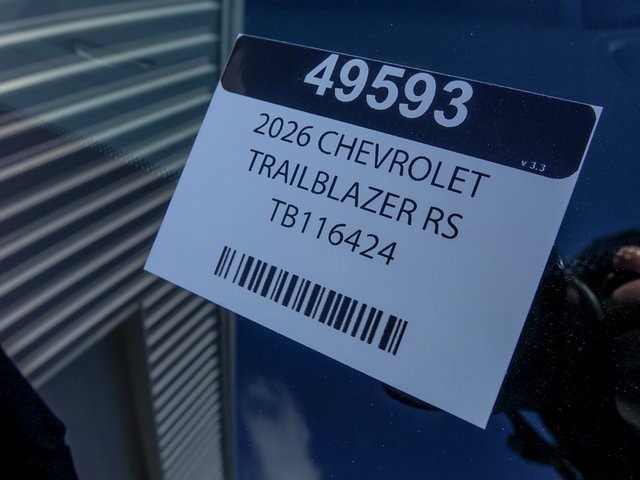 49593
v 3.3
2026 CHEVROLET
TRAILBLAZER RS
TB116424